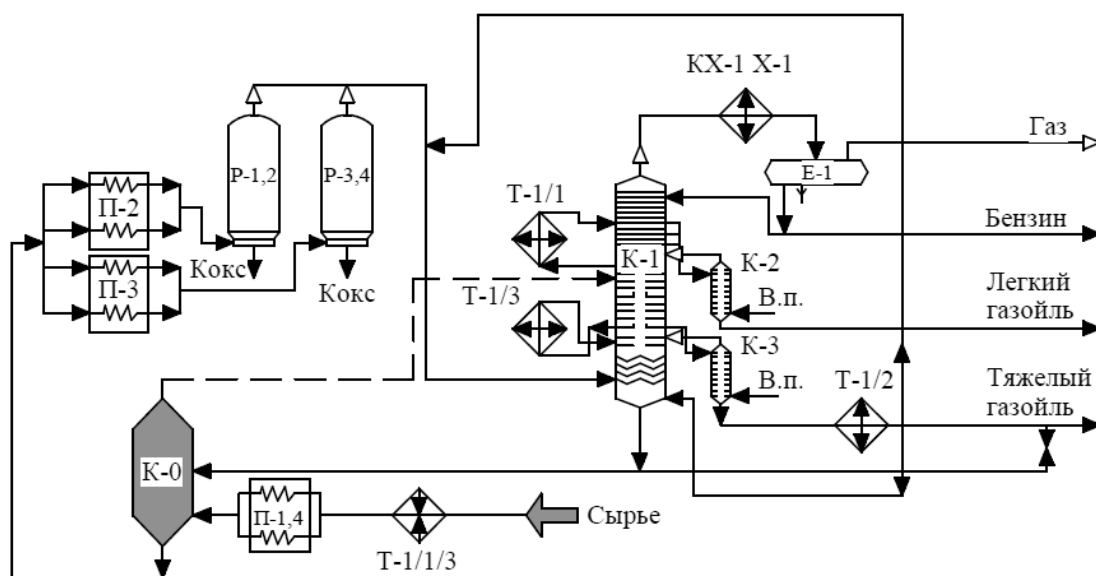 КХ-1 Х-1
Газ
Е-1
Р-1,2
Р-3,4
П-2
Т-1/1
Бензин
Кокс
К-1
К-2
П-3
Кокс
Т-1/3
В.п.
Легкий
газойль
К-3
В.п.
Т-1/2
Тяжелый
газойль
К-0
П-1,4
Сырье
Т-1/1/3